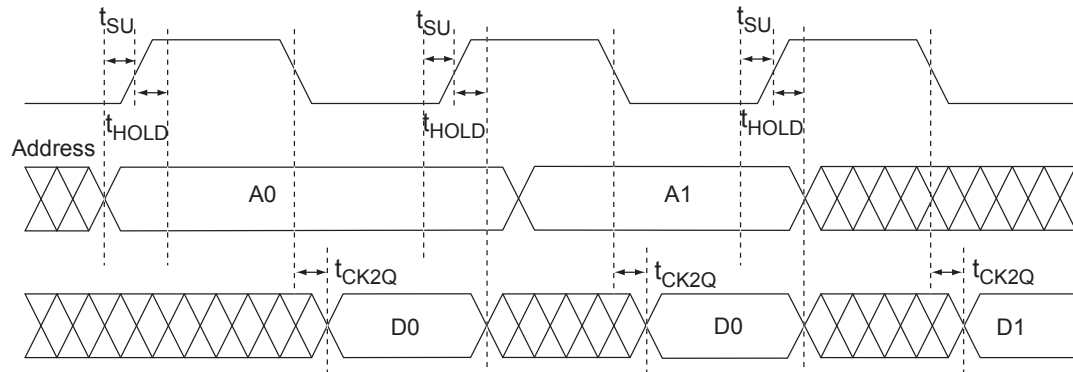 tSU tSU tSU
tHOLD tHOLD tHOLD
Address
A0 A1
tCK2Q tCK2Q tCK2Q
D0 D0 D1